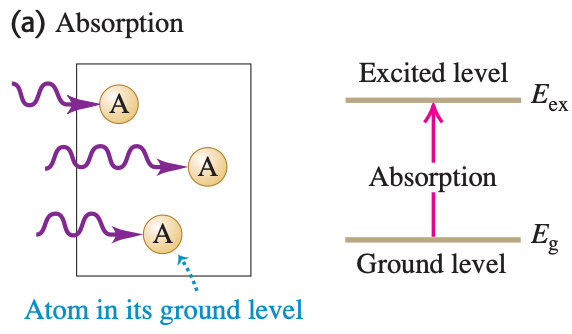 (a) Absorption
A
A
A
Atom in its ground level
Excited level
E_ex
Absorption
E_g
Ground level